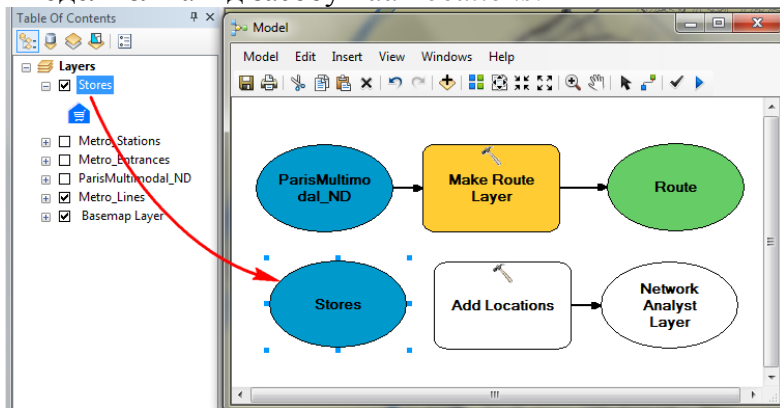 Table Of Contents
Layers
Stores
Metro_Stations
Metro_Entrances
ParisMultimodal_ND
Metro_Lines
Basemap Layer
Model
Model Edit Insert View Windows Help
ParisMultimo
dal_ND
Make Route
Layer
Route
Stores
Add Locations
Network
Analyst
Layer